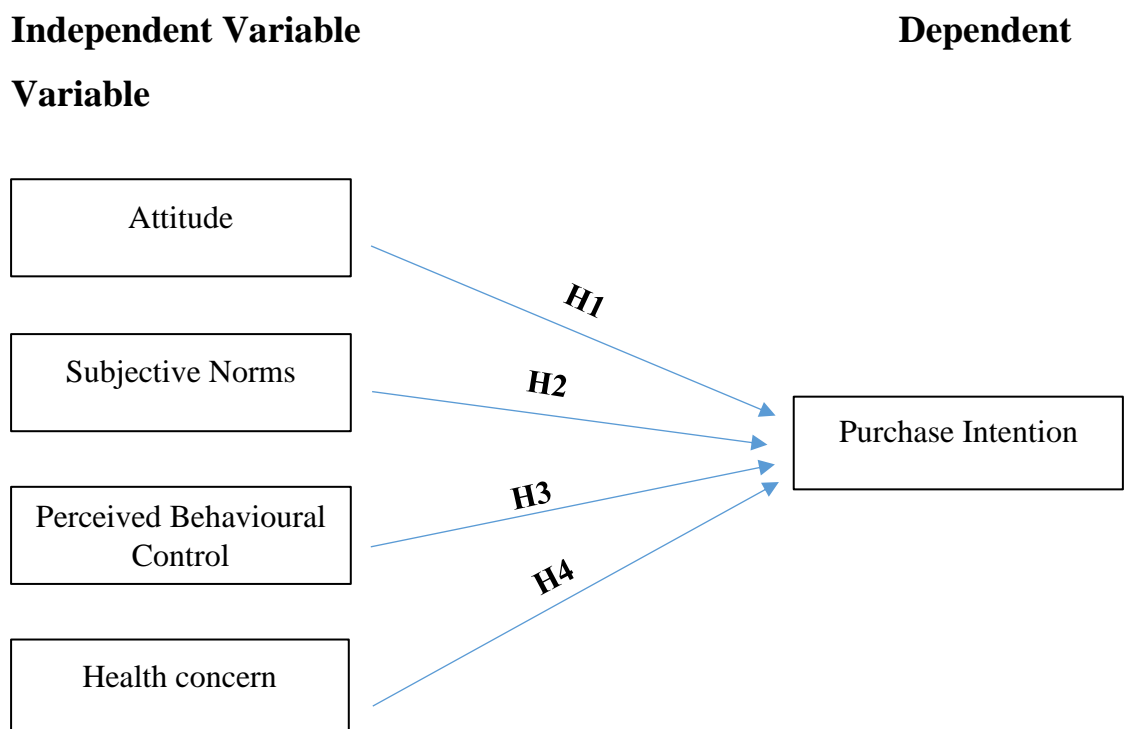 Independent Variable Dependent
Variable
Attitude
H1
Subjective Norms
H2
Purchase Intention
Perceived Behavioural
Control
H3
H4
Health concern